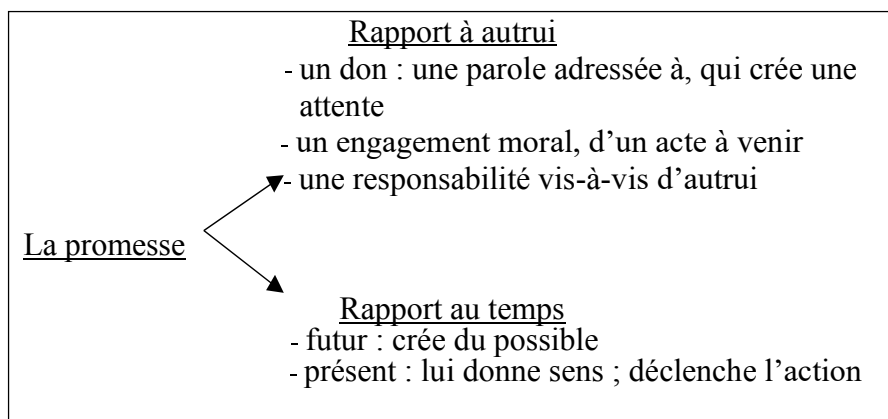 Rapport à autrui
- un don : une parole adressée à, qui crée une
attente
- un engagement moral, d’un acte à venir
- une responsabilité vis-à-vis d’autrui
La promesse
Rapport au temps
- futur : crée du possible
- présent : lui donne sens ; déclenche l’action